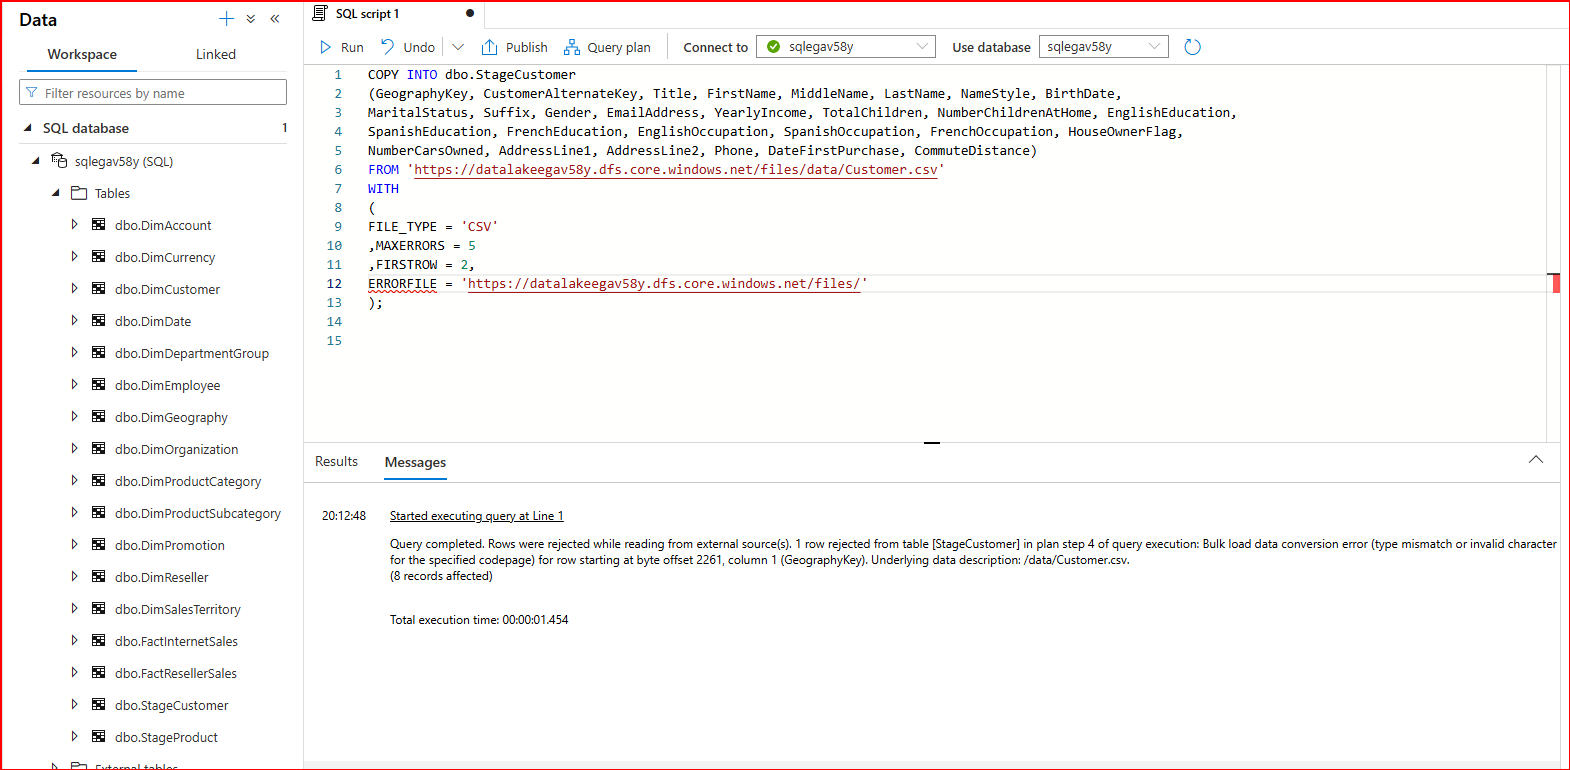 Data
Workspace
Linked
Filter resources by name
SQL database
1
sqlegav58y (SQL)
Tables
dbo.DimAccount
dbo.DimCurrency
dbo.DimCustomer
dbo.DimDate
dbo.DimDepartmentGroup
dbo.DimEmployee
dbo.DimGeography
dbo.DimOrganization
dbo.DimProductCategory
dbo.DimProductSubcategory
dbo.DimPromotion
dbo.DimReseller
dbo.DimSalesTerritory
dbo.FactInternetSales
dbo.FactResellerSales
dbo.StageCustomer
dbo.StageProduct
External tables
SQL script 1
Run Undo Publish Query plan Connect to sqlegav58y Use database sqlegav58y
1 COPY INTO dbo.StageCustomer
2 (GeographyKey, CustomerAlternateKey, Title, FirstName, MiddleName, LastName, NameStyle, BirthDate,
3 MaritalStatus, Suffix, Gender, EmailAddress, YearlyIncome, TotalChildren, NumberChildrenAtHome, EnglishEducation,
4 SpanishEducation, FrenchEducation, EnglishOccupation, SpanishOccupation, FrenchOccupation, HouseOwnerFlag,
5 NumberCarsOwned, AddressLine1, AddressLine2, Phone, DateFirstPurchase, CommuteDistance)
6 FROM 'https://datalakeegav58y.dfs.core.windows.net/files/data/Customer.csv'
7 WITH
8 (
9 FILE_TYPE = 'CSV'
10 ,MAXERRORS = 5
11 ,FIRSTROW = 2,
12 ERRORFILE = 'https://datalakeegav58y.dfs.core.windows.net/files/'
13 );
14
15
Results Messages
20:12:48 Started executing query at Line 1
Query completed. Rows were rejected while reading from external source(s). 1 row rejected from table [StageCustomer] in plan step 4 of query execution: Bulk load data conversion error (type mismatch or invalid character
for the specified codepage) for row starting at byte offset 2261, column 1 (GeographyKey). Underlying data description: /data/Customer.csv.
(8 records affected)
Total execution time: 00:00:01.454